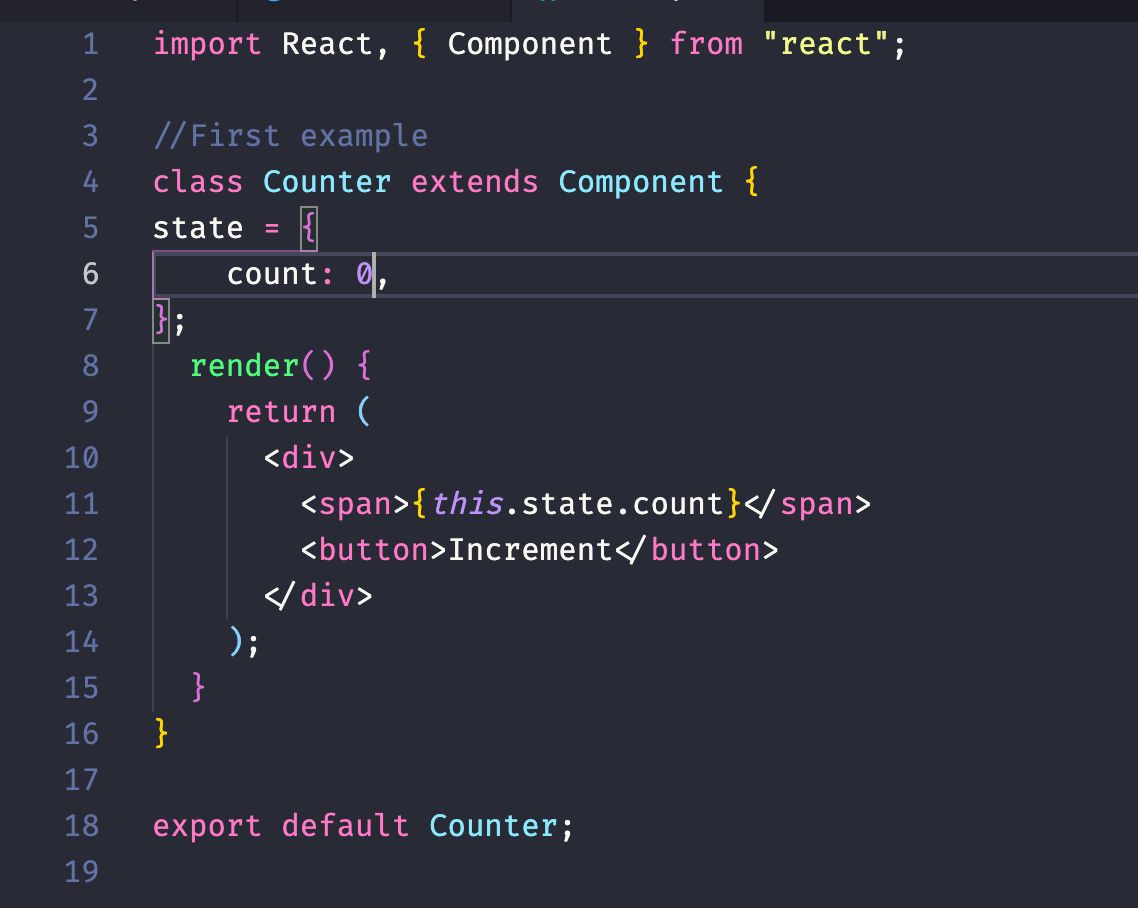 1 import React, { Component } from "react";
2
3 //First example
4 class Counter extends Component {
5 state = {
6     count: 0,
7 };
8   render() {
9     return (
10       <div>
11         <span>{this.state.count}</span>
12         <button>Increment</button>
13       </div>
14     );
15   }
16 }
17
18 export default Counter;
19